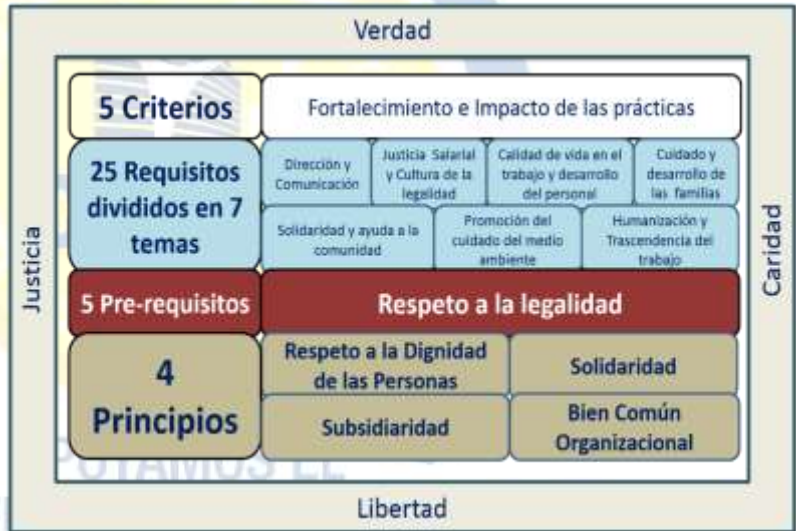 Verdad
5 Criterios
Fortalecimiento e Impacto de las prácticas
25 Requisitos
divididos en 7
temas
Dirección y
Comunicación
Justicia Salarial
y Cultura de la
legalidad
Calidad de vida en el
trabajo y desarrollo
del personal
Cuidado y
desarrollo de
las familias
Solidaridad y ayuda a la
comunidad
Promoción del
cuidado del medio
ambiente
Humanización y
Trascendencia del
trabajo
Justicia
Caridad
5 Pre-requisitos
Respeto a la legalidad
4
Principios
Respeto a la Dignidad
de las Personas
Solidaridad
Subsidiaridad
Bien Común
Organizacional
Libertad